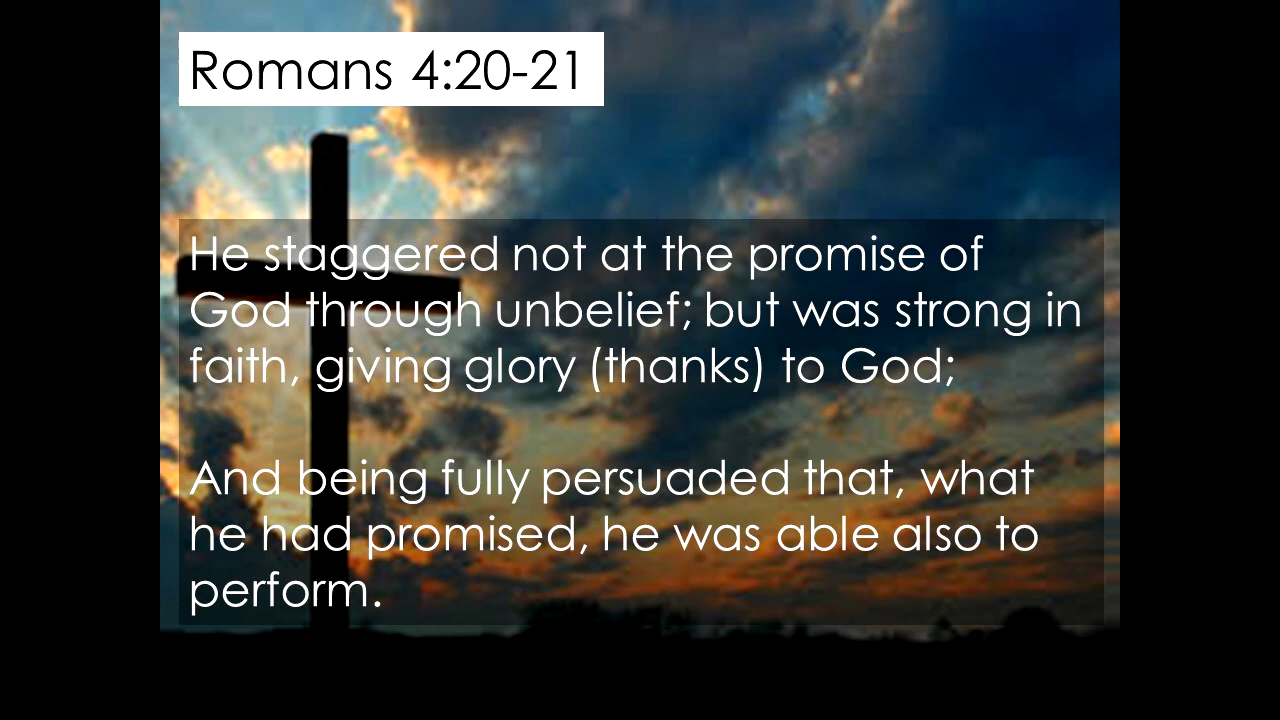 Romans 4:20-21
He staggered not at the promise of
God through unbelief; but was strong in
faith, giving glory (thanks) to God;
And being fully persuaded that, what
he had promised, he was able also to
perform.